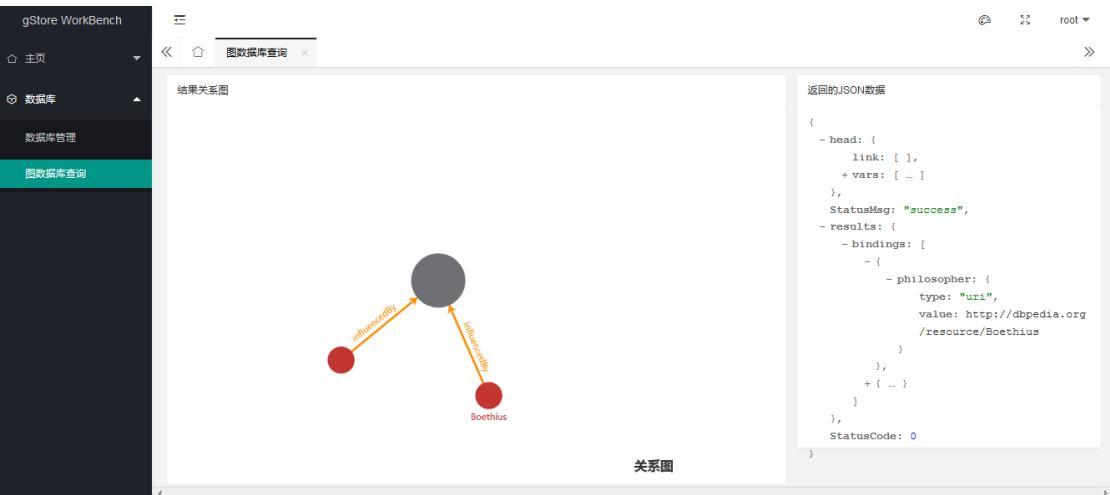 gStore WorkBench
root
主页
图数据库查询
数据库
数据库管理
图数据库查询
结果关系图
influencedBy
influencedBy
Boethius
关系图
返回的JSON数据
{
- head: {
link: [ ],
+ vars: [ … ]
},
StatusMsg: "success",
- results: {
- bindings: [
- {
- philosopher: {
type: "uri",
value: http://dbpedia.org
/resource/Boethius
}
},
+ { … }
]
},
StatusCode: 0
}